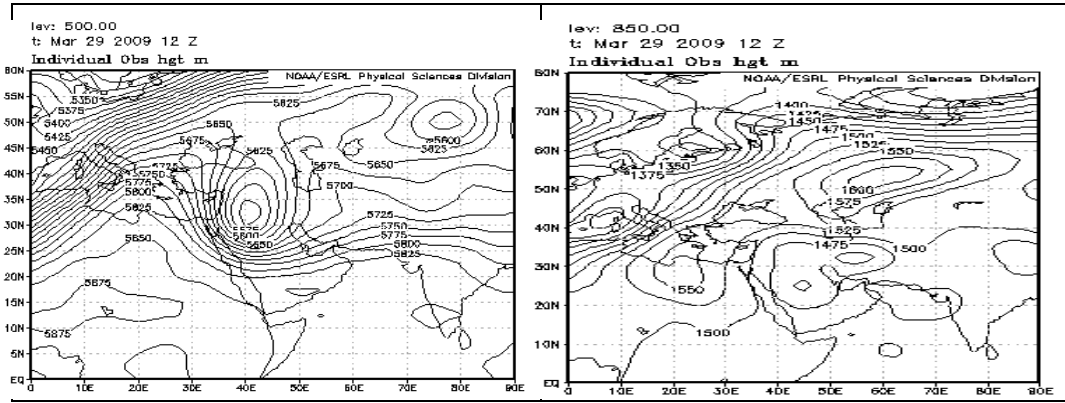 lev: 500.00
t: Mar 29 2009 12 Z
Individual Obs hgt m
NOAA/ESRL Physical Sciences Division
60N
55N
50N
45N
40N
35N
30N
25N
20N
15N
10N
5N
EQ
0 10E 20E 30E 40E 50E 60E 70E 80E 90E
5350
5375
5400
5425
5450
5825
5650
5675
5625
5725
5750
5775
5800
5825
5675
5650
5700
5600
5725
5750
5775
5800
5825
5850
5875
5875
lev: 850.00
t: Mar 29 2009 12 Z
Individual Obs hgt m
NOAA/ESRL Physical Sciences Division
80N
70N
60N
50N
40N
30N
20N
10N
EQ
0 10E 20E 30E 40E 50E 60E 70E 80E 90E
1400
1425
1450
1475
1500
1525
1550
1350
1375
1600
1575
1525
1475
1500
1550
1500